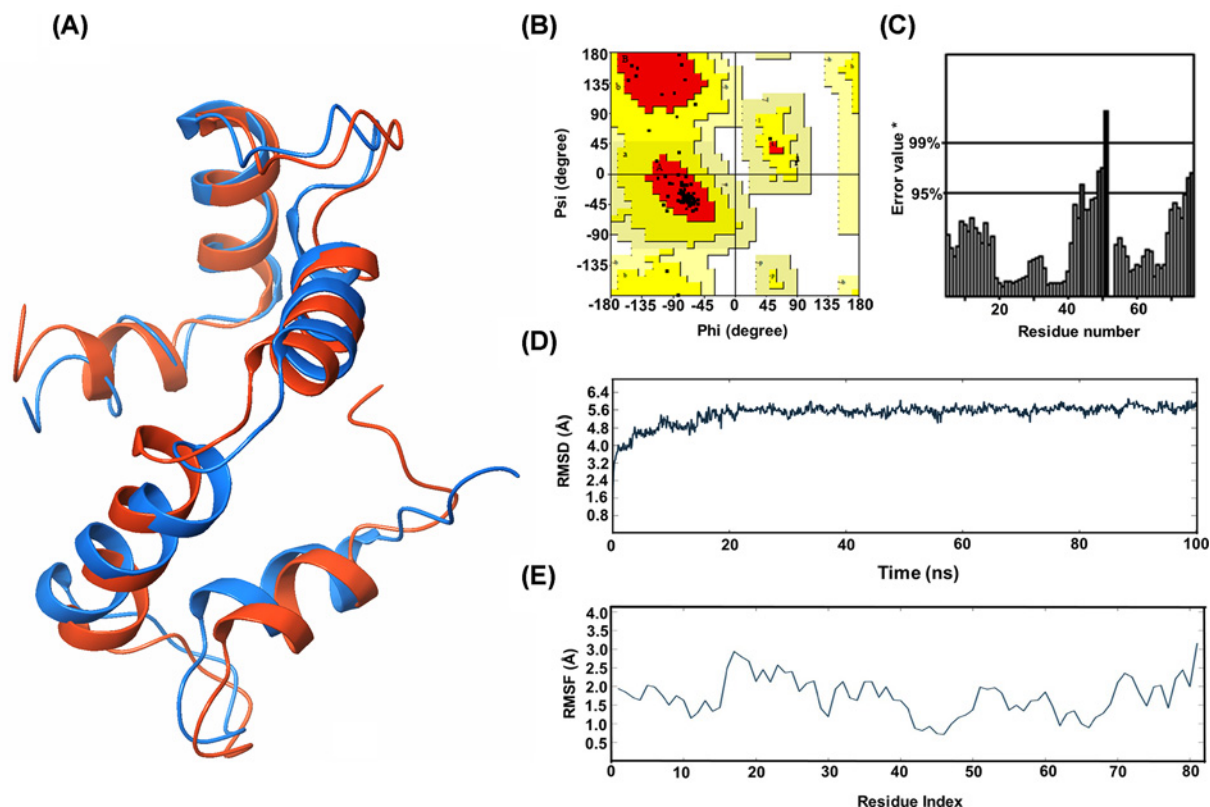 (A)
(B)
180
135
90
45
0
-45
-90
-135
-180 -135 -90 -45 0 45 90 135 180
Psi (degree)
Phi (degree)
B
A
b
a
(C)
99%
95%
Error value *
20 40 60
Residue number
(D)
6.4
5.6
4.8
4.0
3.2
2.4
1.6
0.8
RMSD (Å)
0 20 40 60 80 100
Time (ns)
(E)
4.0
3.5
3.0
2.5
2.0
1.5
1.0
0.5
RMSF (Å)
0 10 20 30 40 50 60 70 80
Residue Index